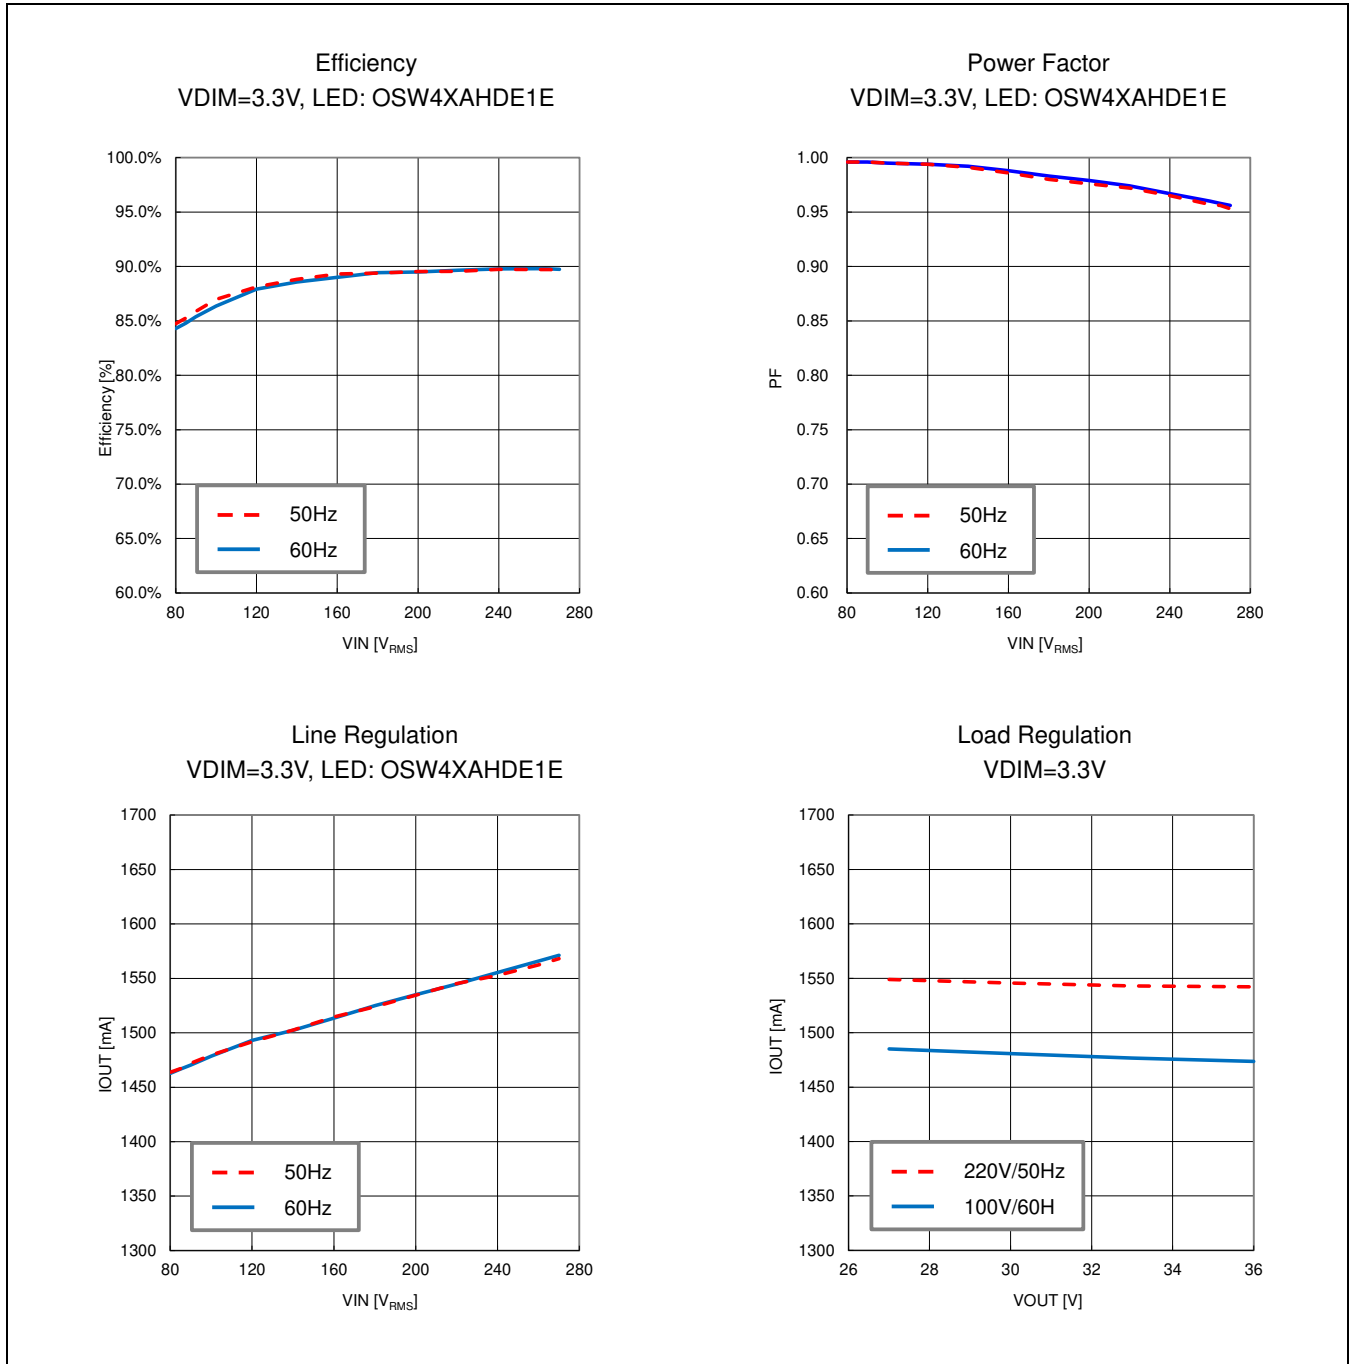 Efficiency
VDIM=3.3V, LED: OSW4XAHDE1E
100.0%
95.0%
90.0%
85.0%
80.0%
75.0%
70.0%
65.0%
60.0%
Efficiency [%]
50Hz
60Hz
80 120 160 200 240 280
VIN [VRMS]
Power Factor
VDIM=3.3V, LED: OSW4XAHDE1E
1.00
0.95
0.90
0.85
0.80
0.75
0.70
0.65
0.60
PF
50Hz
60Hz
80 120 160 200 240 280
VIN [VRMS]
Line Regulation
VDIM=3.3V, LED: OSW4XAHDE1E
1700
1650
1600
1550
1500
1450
1400
1350
1300
IOUT [mA]
50Hz
60Hz
80 120 160 200 240 280
VIN [VRMS]
Load Regulation
VDIM=3.3V
1700
1650
1600
1550
1500
1450
1400
1350
1300
IOUT [mA]
220V/50Hz
100V/60H
26 28 30 32 34 36
VOUT [V]